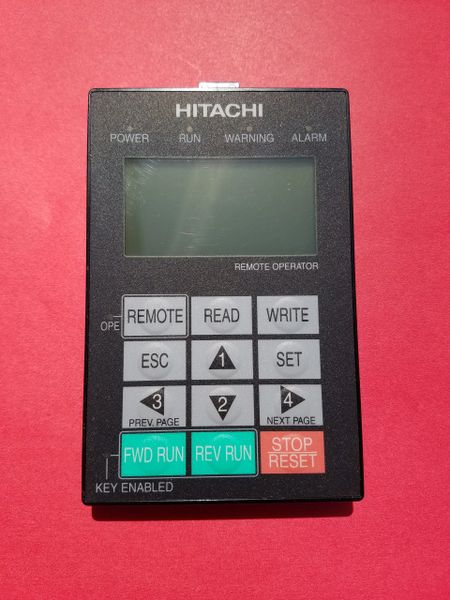 HITACHI
POWER RUN WARNING ALARM
REMOTE OPERATOR
OPE REMOTE READ WRITE
ESC 1 SET
3 2 4
PREV. PAGE NEXT PAGE
FWD RUN REV RUN STOP
RESET
KEY ENABLED